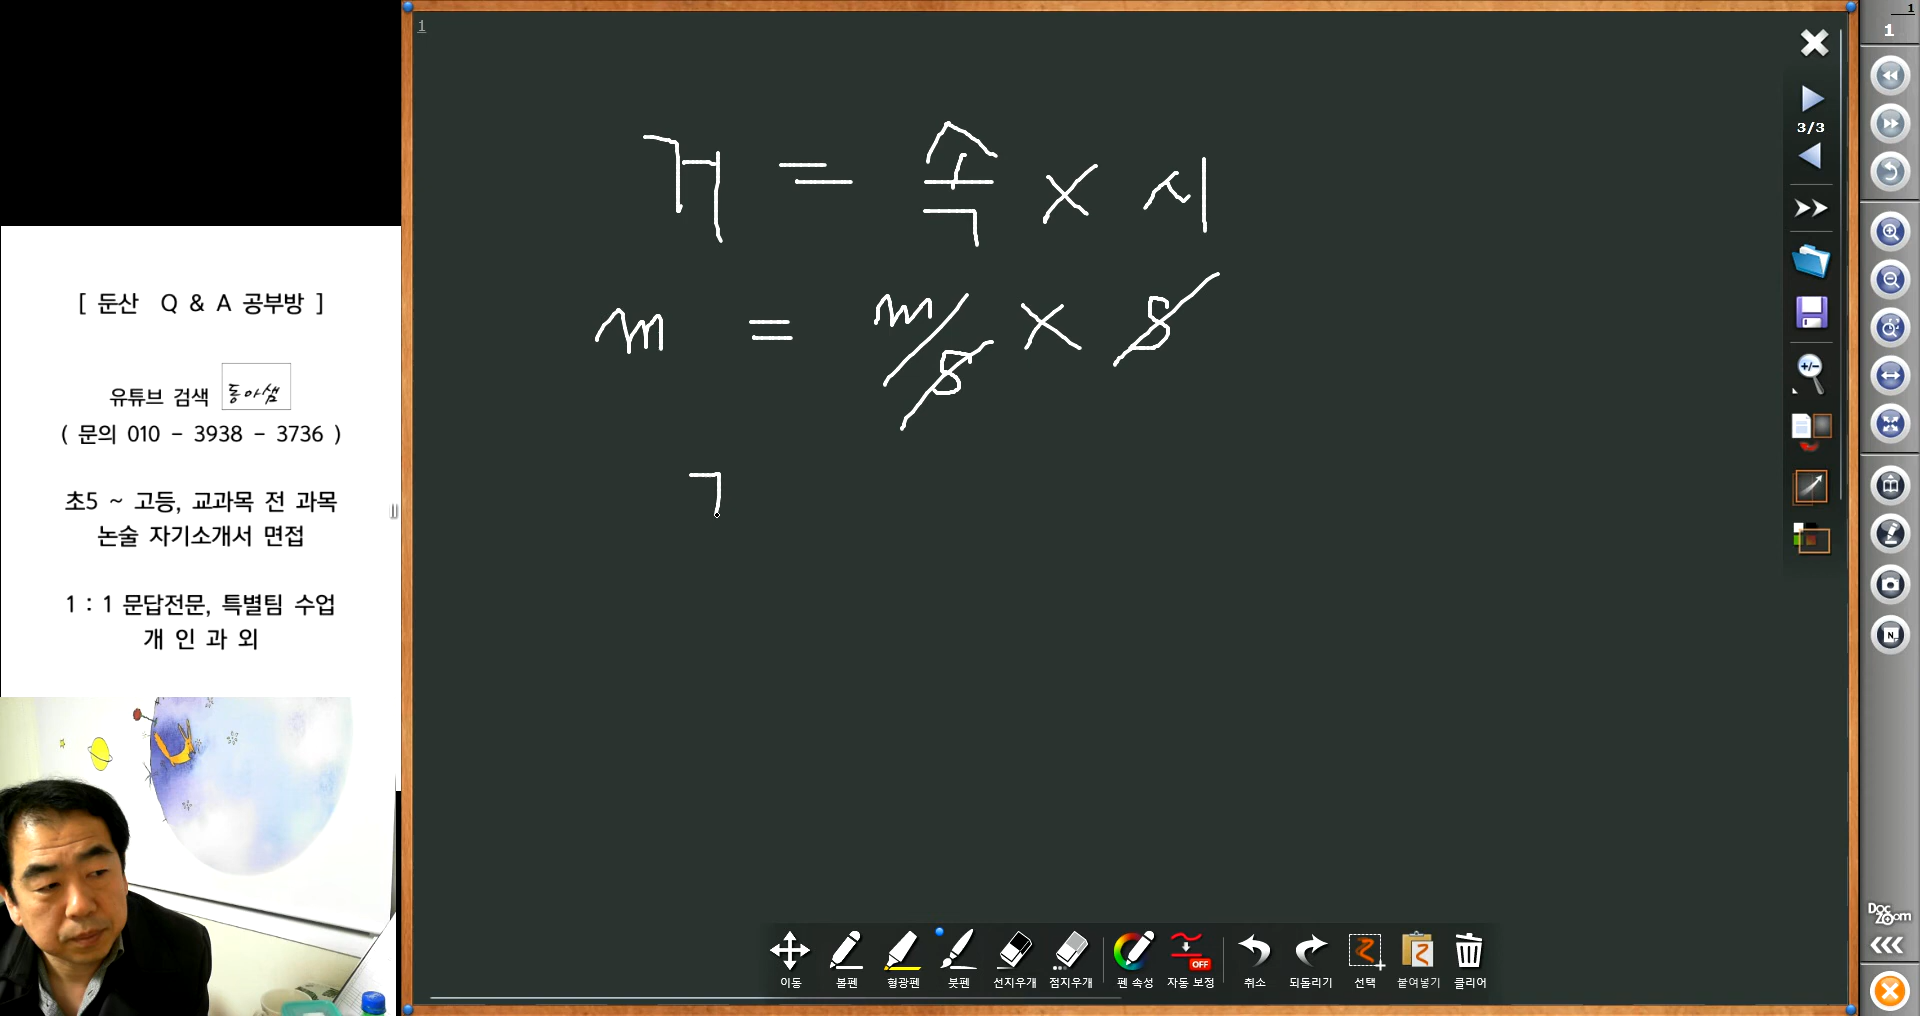 [ 둔산 Q & A 공부방 ]
유튜브 검색 동아샘
( 문의 010 - 3938 - 3736 )
초5 ~ 고등, 교과목 전 과목
논술 자기소개서 면접
1 : 1 문답전문, 특별팀 수업
개 인 과 외
1
거 = 속 × 시
m = m/s × s
ㄱ
3/3
+/-
이동 볼펜 형광펜 붓펜 선지우개 점지우개 펜 속성 OFF 자동 보정 취소 되돌리기 선택 붙여넣기 클리어
1
1
N
Doc Zoom